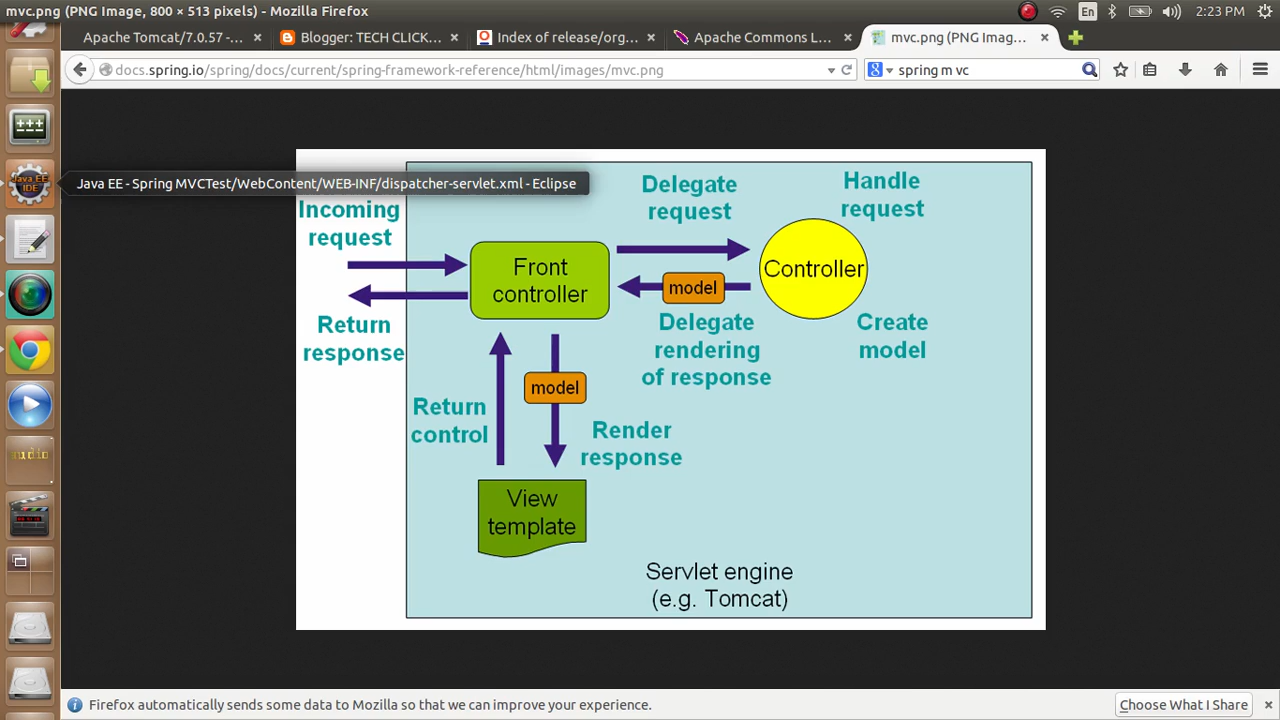 mvc.png (PNG Image, 800 × 513 pixels) - Mozilla Firefox
En
2:23 PM
Apache Tomcat/7.0.57 -...
Blogger: TECH CLICK...
Index of release/org...
Apache Commons L...
mvc.png (PNG Imag...
docs.spring.io/spring/docs/current/spring-framework-reference/html/images/mvc.png
spring m vc
Java EE
IDE
Java EE - Spring MVCTest/WebContent/WEB-INF/dispatcher-servlet.xml - Eclipse
Incoming
request
Return
response
Front
controller
Delegate
request
Handle
request
Controller
model
Delegate
rendering
of response
Create
model
model
Return
control
Render
response
View
template
Servlet engine
(e.g. Tomcat)
audio
Firefox automatically sends some data to Mozilla so that we can improve your experience.
Choose What I Share